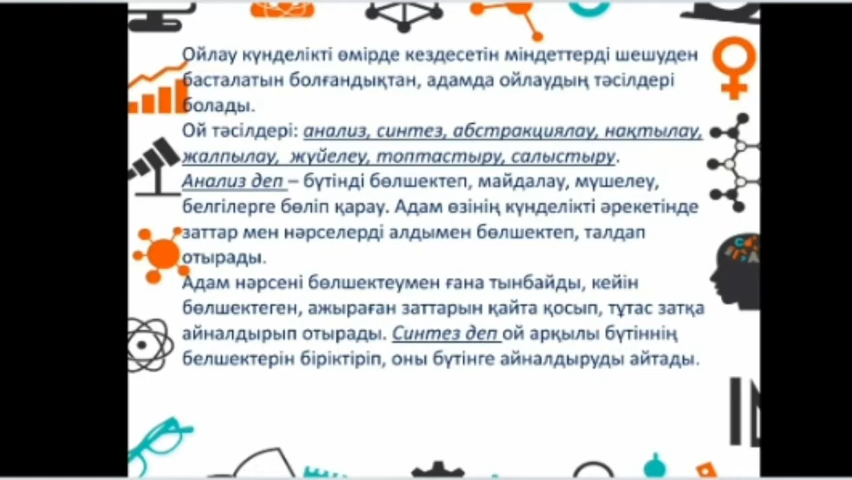 Ойлау күнделікті өмірде кездесетін міндеттерді шешуден
басталатын болғандықтан, адамда ойлаудың тәсілдері
болады.
Ой тәсілдері: анализ, синтез, абстракциялау, нақтылау,
жалпылау, жүйелеу, топтастыру, салыстыру.
Анализ деп – бүтінді бөлшектеп, майдалау, мүшелеу,
белгілерге бөліп қарау. Адам өзінің күнделікті әрекетінде
заттар мен нәрселерді алдымен бөлшектеп, талдап
отырады.
Адам нәрсені бөлшектеумен ғана тынбайды, кейін
бөлшектеген, ажыраған заттарын қайта қосып, тұтас затқа
айналдырып отырады. Синтез деп ой арқылы бүтіннің
белшектерін біріктіріп, оны бүтінге айналдыруды айтады.